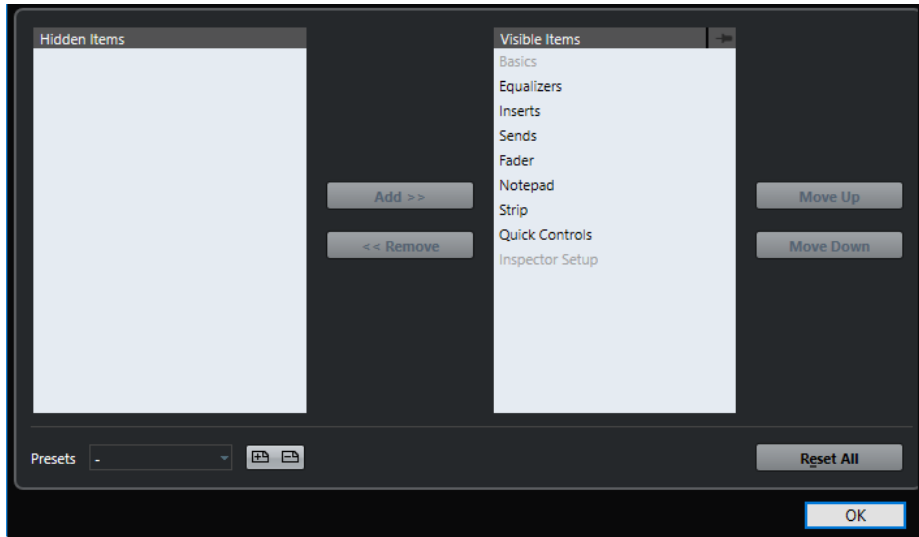 Hidden Items
Visible Items
Basics
Equalizers
Inserts
Sends
Fader
Notepad
Strip
Quick Controls
Inspector Setup
Add >>
<< Remove
Move Up
Move Down
Presets -
Reset All
OK